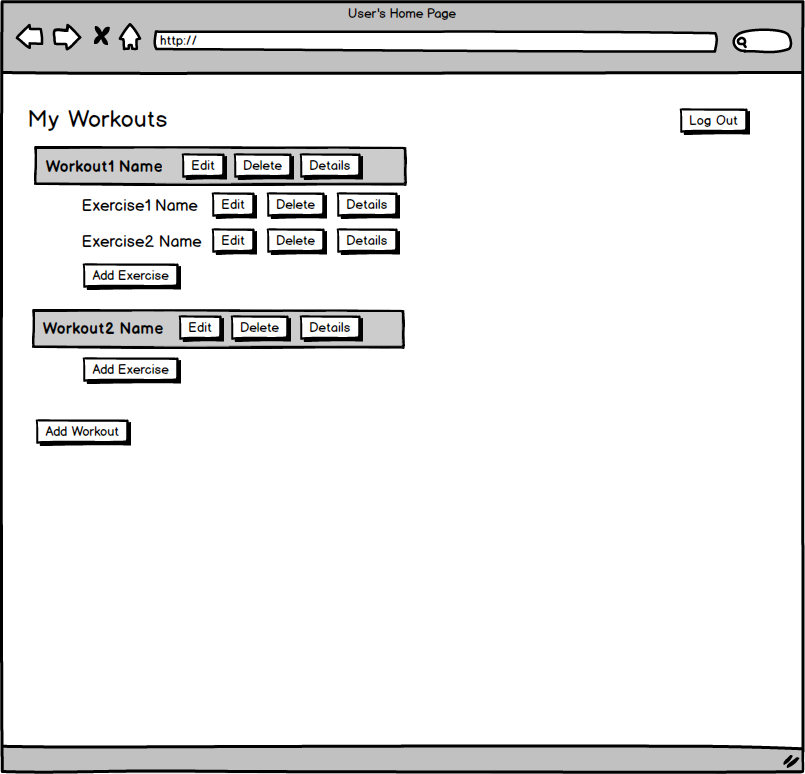 User's Home Page
http://
My Workouts
Log Out
Workout1 Name Edit Delete Details
Exercise1 Name Edit Delete Details
Exercise2 Name Edit Delete Details
Add Exercise
Workout2 Name Edit Delete Details
Add Exercise
Add Workout